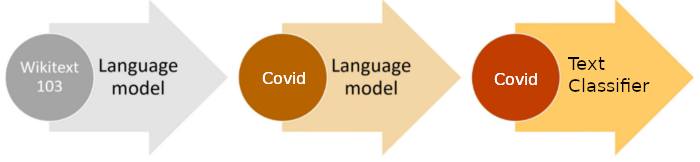 Wikitext
103
Language
model
Covid
Language
model
Covid
Text
Classifier